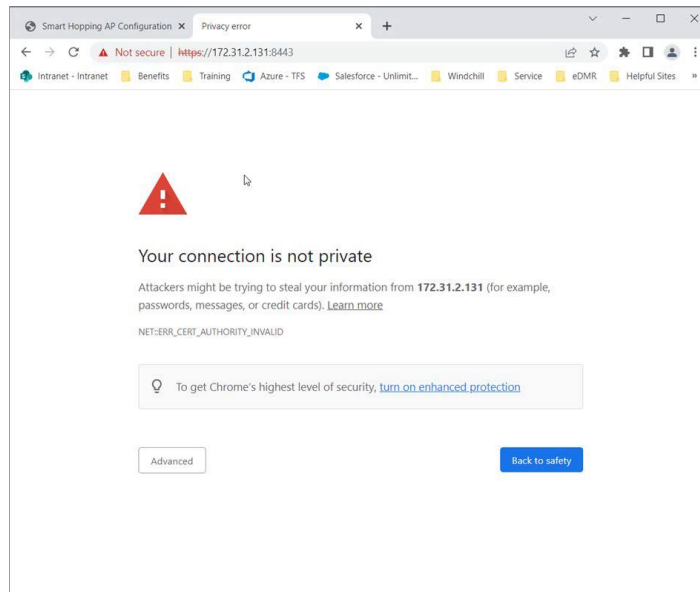 Smart Hopping AP Configuration
Privacy error
Not secure | https://172.31.2.131:8443
Intranet - Intranet Benefits Training Azure - TFS Salesforce - Unlimit... Windchill Service eDMR Helpful Sites »
Your connection is not private
Attackers might be trying to steal your information from 172.31.2.131 (for example,
passwords, messages, or credit cards). Learn more
NET::ERR_CERT_AUTHORITY_INVALID
To get Chrome's highest level of security, turn on enhanced protection
Advanced
Back to safety